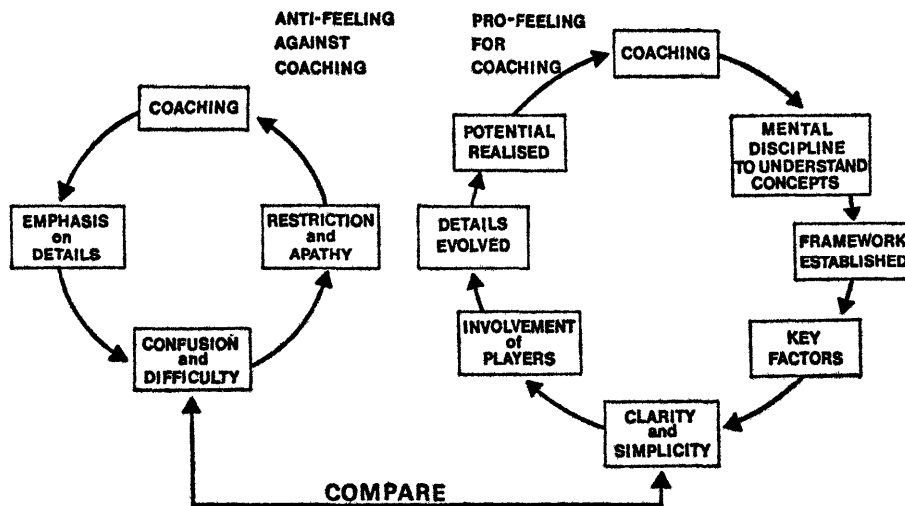 ANTI-FEELING
AGAINST
COACHING
PRO-FEELING
FOR
COACHING
COACHING
EMPHASIS
on
DETAILS
CONFUSION
and
DIFFICULTY
RESTRICTION
and
APATHY
COACHING
MENTAL
DISCIPLINE
TO UNDERSTAND
CONCEPTS
FRAMEWORK
ESTABLISHED
KEY
FACTORS
CLARITY
and
SIMPLICITY
INVOLVEMENT
of
PLAYERS
DETAILS
EVOLVED
POTENTIAL
REALISED
COMPARE